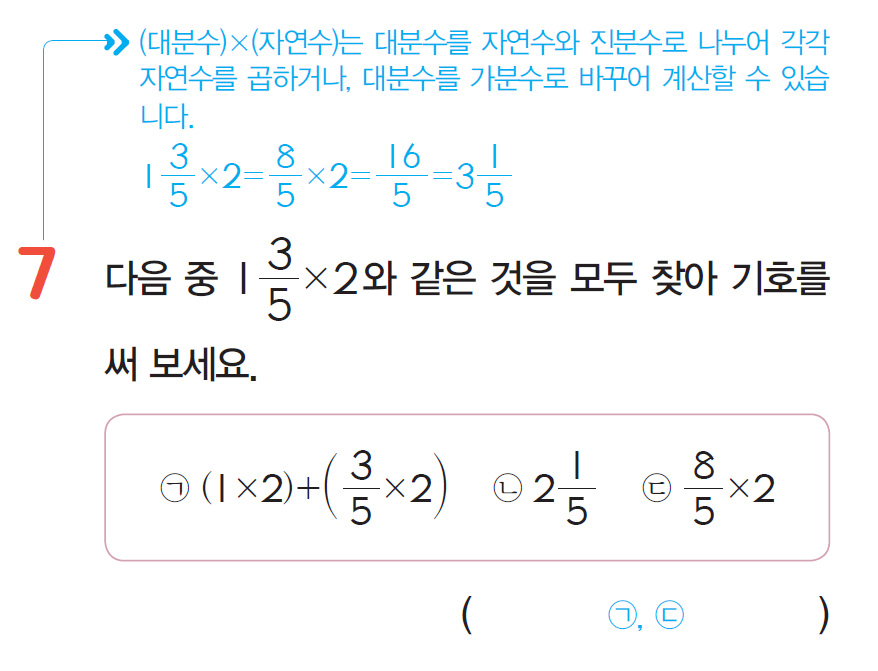 (대분수)×(자연수)는 대분수를 자연수와 진분수로 나누어 각각
자연수를 곱하거나, 대분수를 가분수로 바꾸어 계산할 수 있습
니다.
1 3/5 ×2= 8/5 ×2= 16/5 =3 1/5
7 다음 중 1 3/5 ×2와 같은 것을 모두 찾아 기호를
써 보세요.
㉠ (1×2)+(3/5 ×2) ㉡ 2 1/5 ㉢ 8/5 ×2
( ㉠, ㉢ )